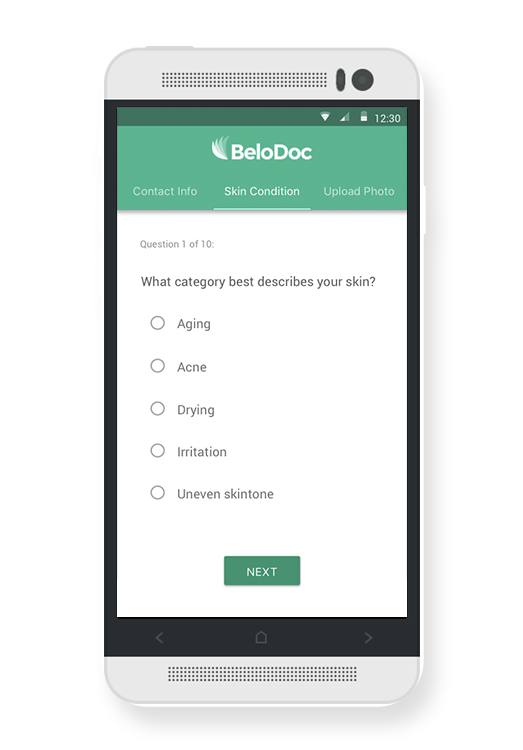 12:30
BeloDoc
Contact Info Skin Condition Upload Photo
Question 1 of 10:
What category best describes your skin?
Aging
Acne
Drying
Irritation
Uneven skintone
NEXT